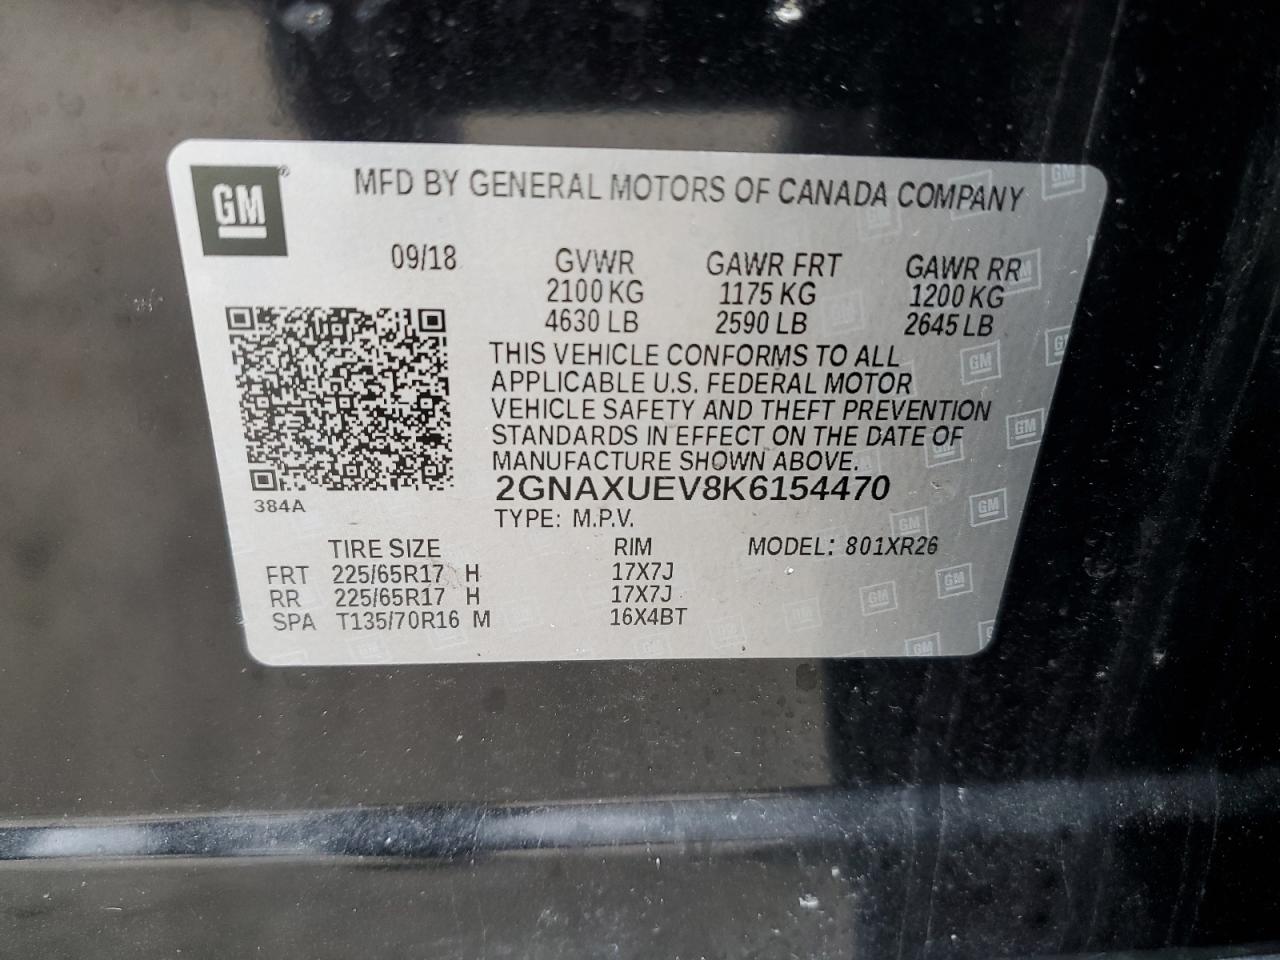 GM®
MFD BY GENERAL MOTORS OF CANADA COMPANY
09/18 GVWR GAWR FRT GAWR RR
2100 KG 1175 KG 1200 KG
4630 LB 2590 LB 2645 LB
THIS VEHICLE CONFORMS TO ALL
APPLICABLE U.S. FEDERAL MOTOR
VEHICLE SAFETY AND THEFT PREVENTION
STANDARDS IN EFFECT ON THE DATE OF
MANUFACTURE SHOWN ABOVE.
2GNAXUEV8K6154470
384A
TYPE: M.P.V.
TIRE SIZE RIM MODEL: 801XR26
FRT 225/65R17 H 17X7J
RR 225/65R17 H 17X7J
SPA T135/70R16 M 16X4BT